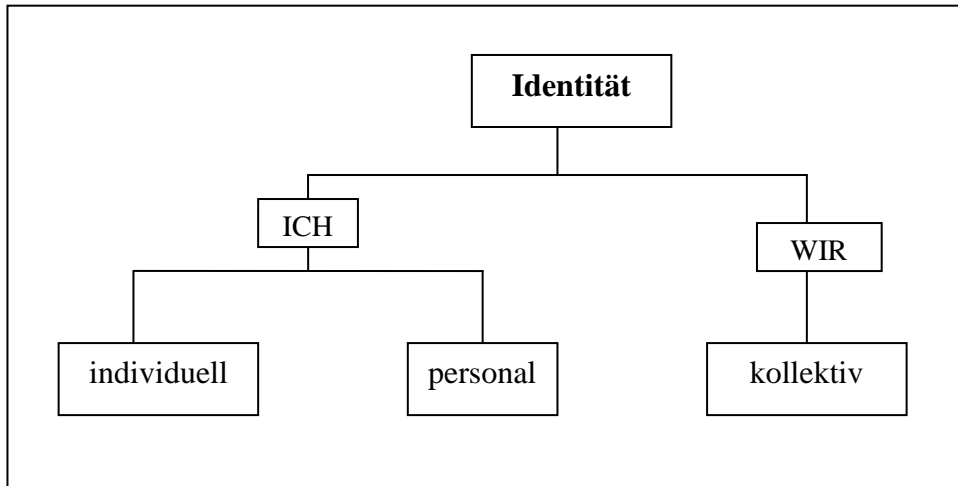 Identität
ICH
WIR
individuell
personal
kollektiv